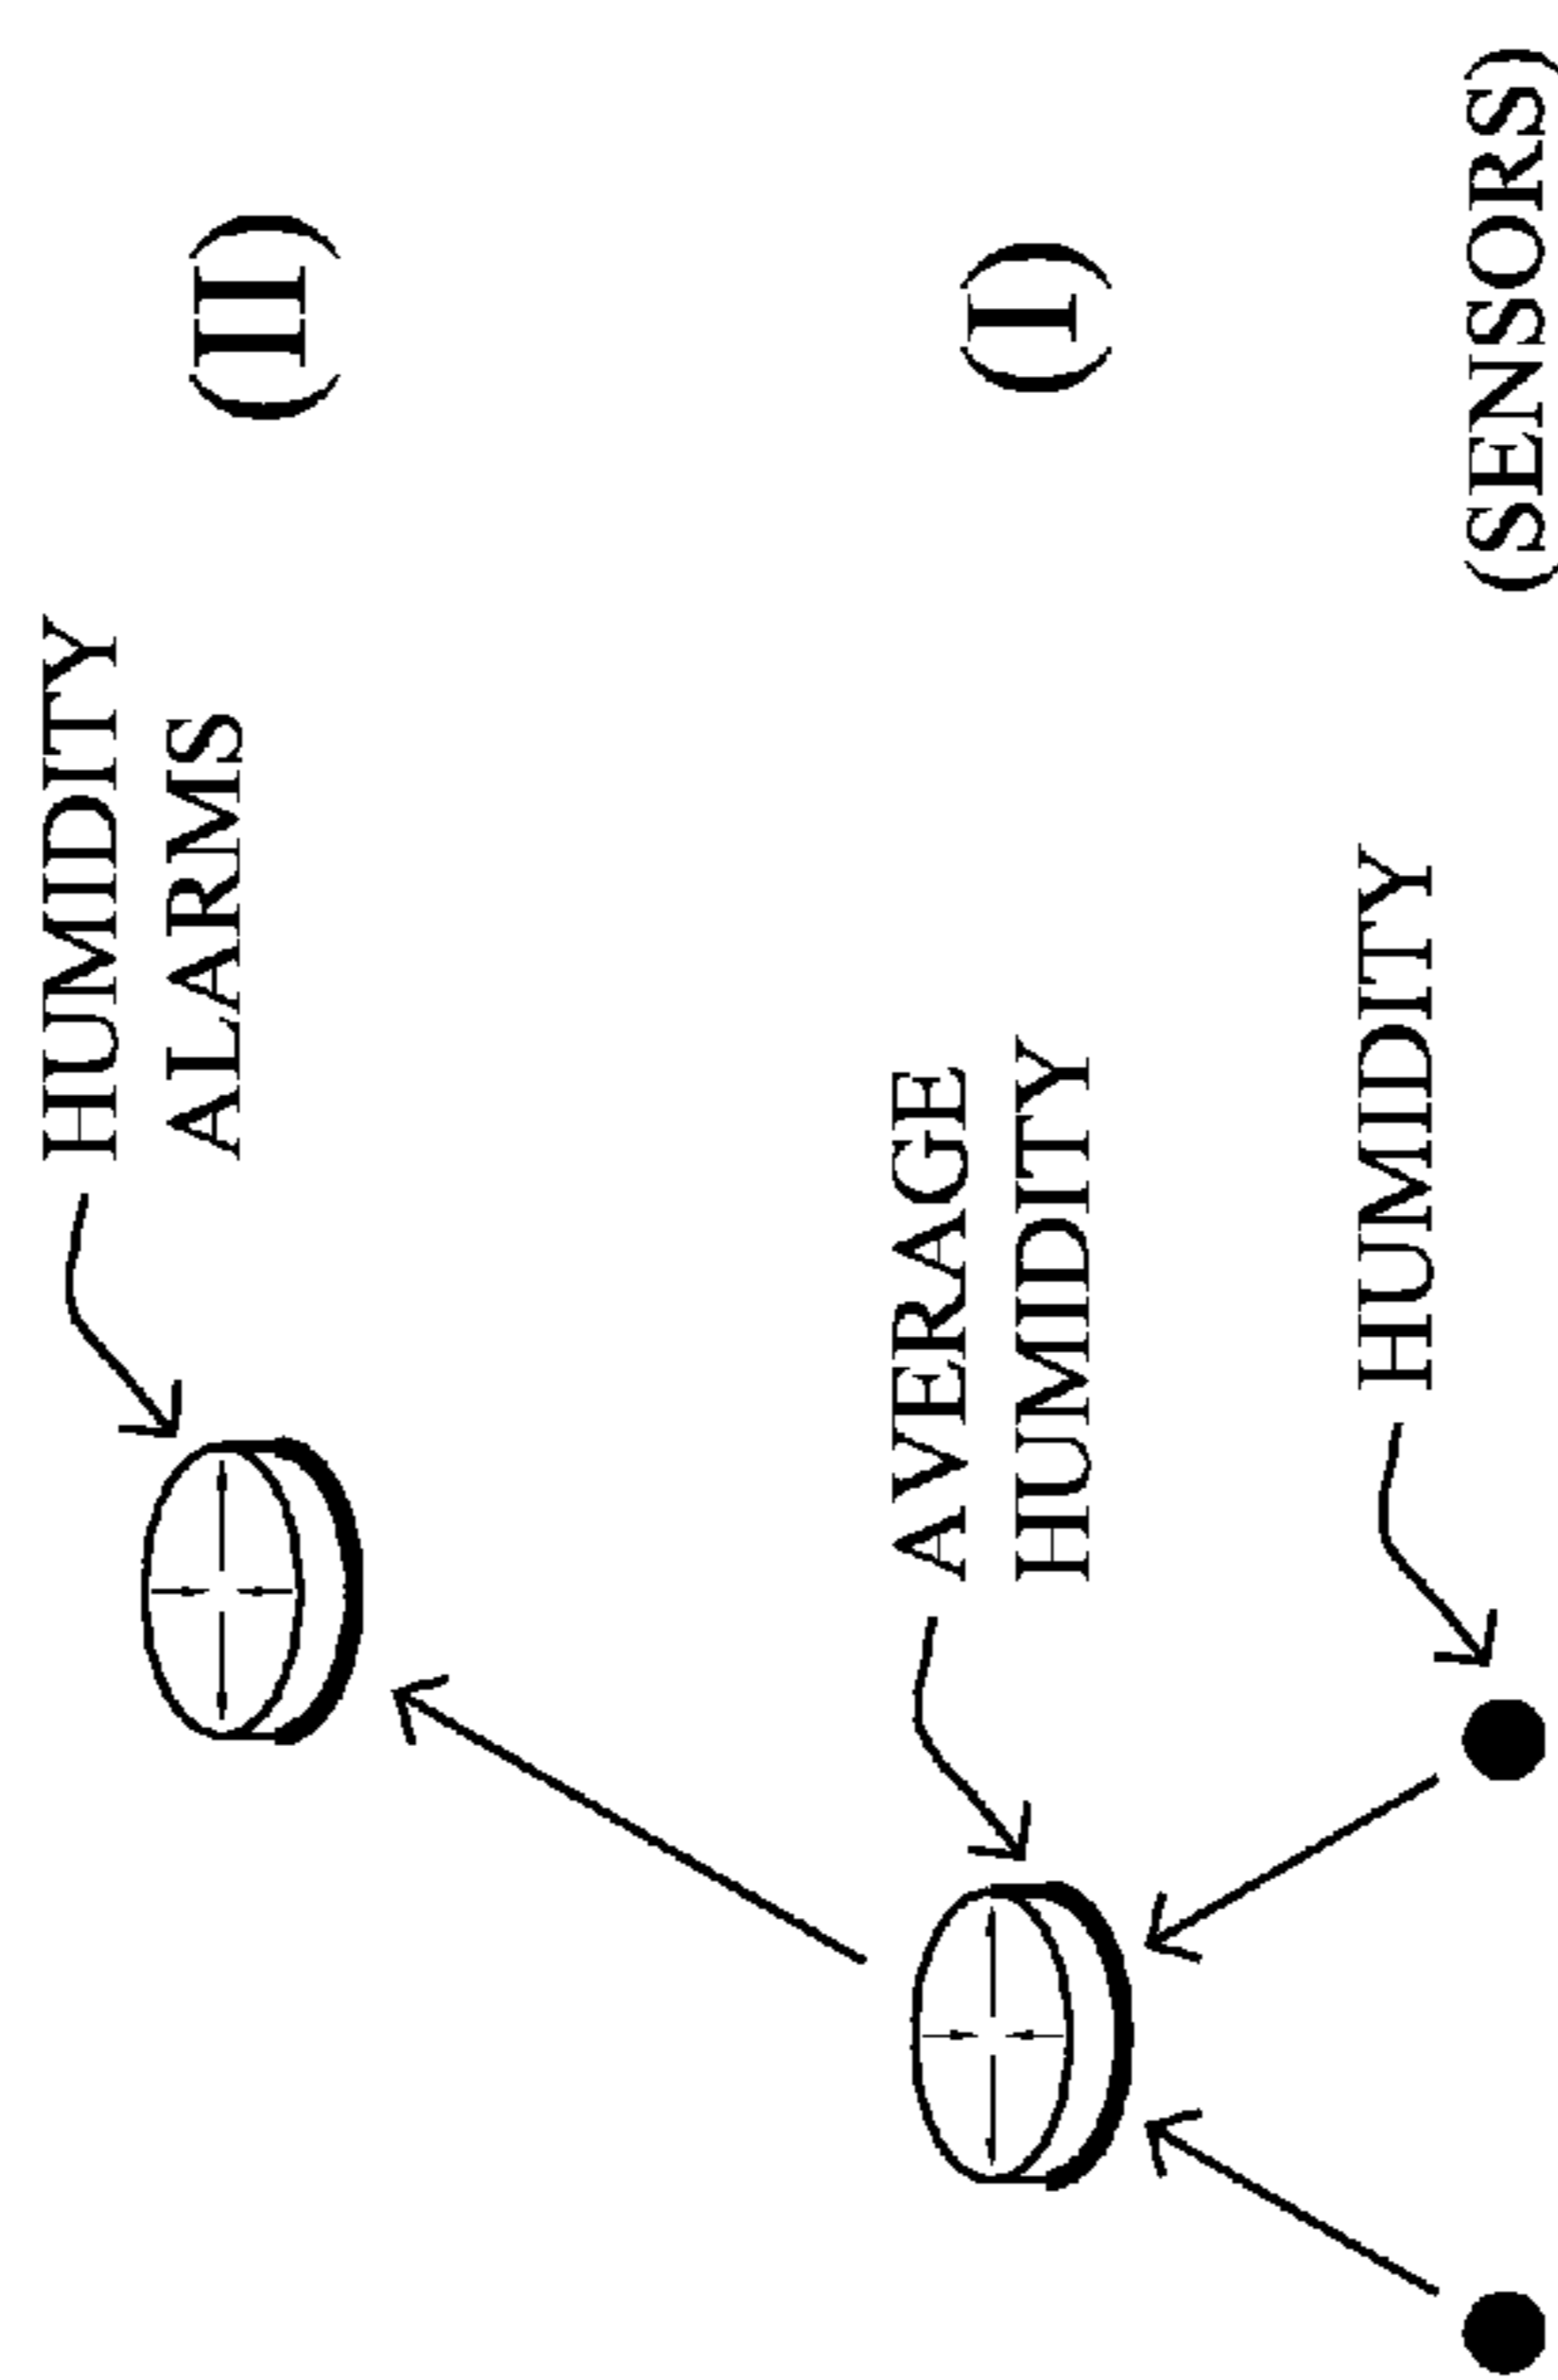 HUMIDITY
ALARMS
(II)
AVERAGE
HUMIDITY
(I)
HUMIDITY
(SENSORS)